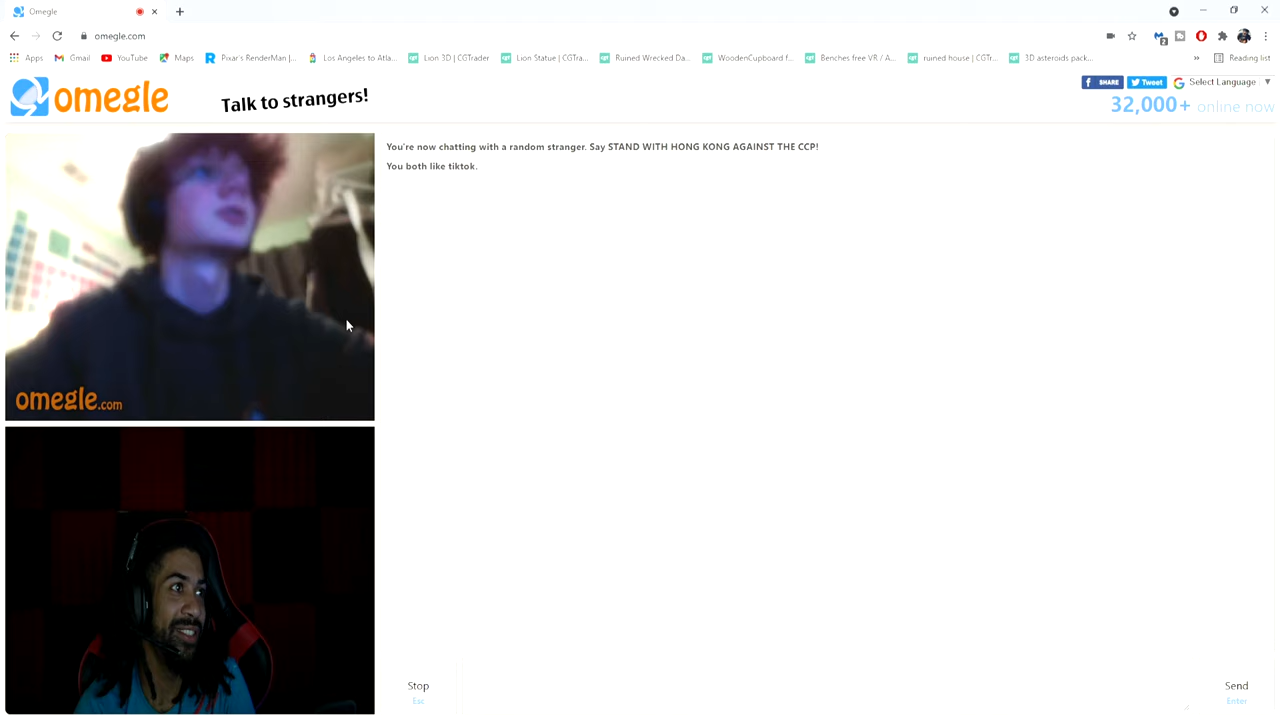 Omegle
omegle.com
Apps
Gmail
YouTube
Maps
Pixar's RenderMan |...
Los Angeles to Atla...
Lion 3D | CGTrader
Lion Statue | CGTra...
Ruined Wrecked Da...
WoodenCupboard f...
Benches free VR / A...
ruined house | CGTr...
3D asteroids pack...
»
Reading list
omegle
Talk to strangers!
f SHARE
Tweet
G Select Language ▼
32,000+ online now
You're now chatting with a random stranger. Say STAND WITH HONG KONG AGAINST THE CCP!
You both like tiktok.
omegle.com
Stop
Esc
Send
Enter